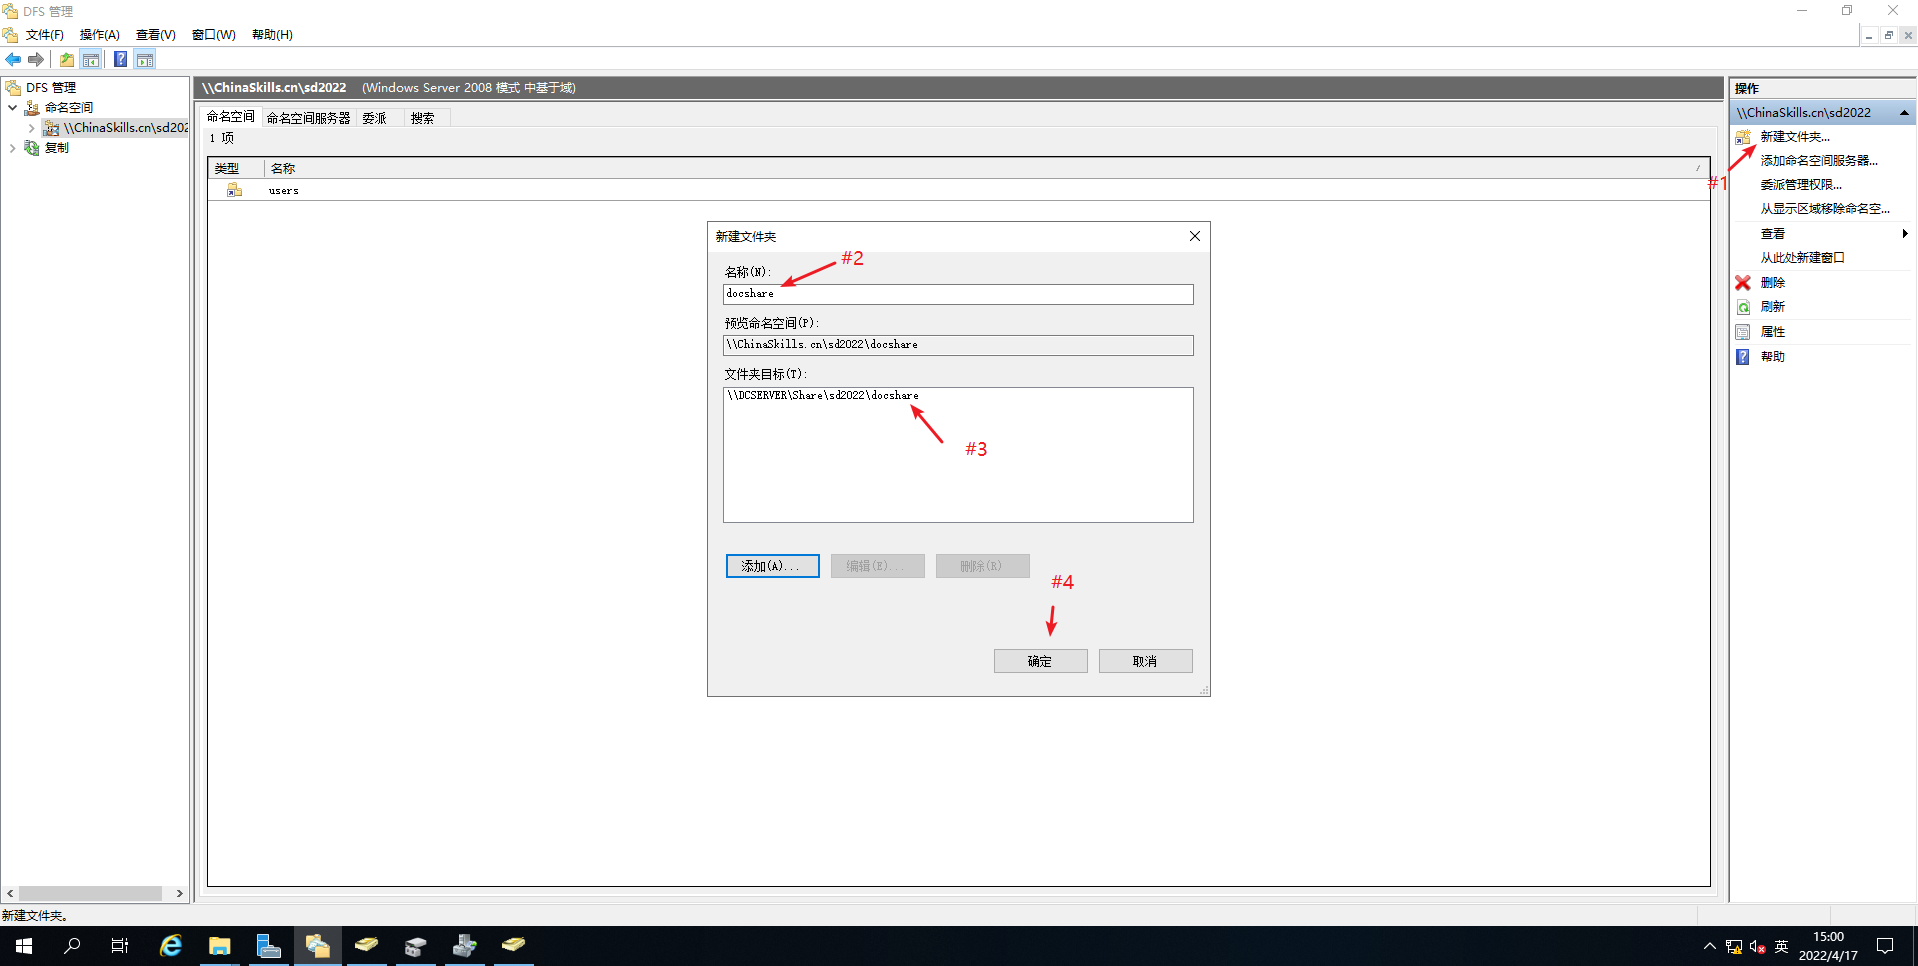 DFS 管理
文件(F) 操作(A) 查看(V) 窗口(W) 帮助(H)
DFS 管理
命名空间
\\ChinaSkills.cn\sd202
复制
\\ChinaSkills.cn\sd2022 (Windows Server 2008 模式 中基于域)
命名空间 命名空间服务器 委派 搜索
1 项
类型 名称
users
新建文件夹
#2
名称(N):
docshare
预览命名空间(P):
\\ChinaSkills.cn\sd2022\docshare
文件夹目标(T):
\\DCSERVER\Share\sd2022\docshare
#3
添加(A)... 编辑(E)... 删除(R)
#4
确定 取消
操作
\\ChinaSkills.cn\sd2022
新建文件夹...
#1
添加命名空间服务器...
委派管理权限...
从显示区域移除命名空...
查看
从此处新建窗口
删除
刷新
属性
帮助
新建文件夹。
英
15:00
2022/4/17